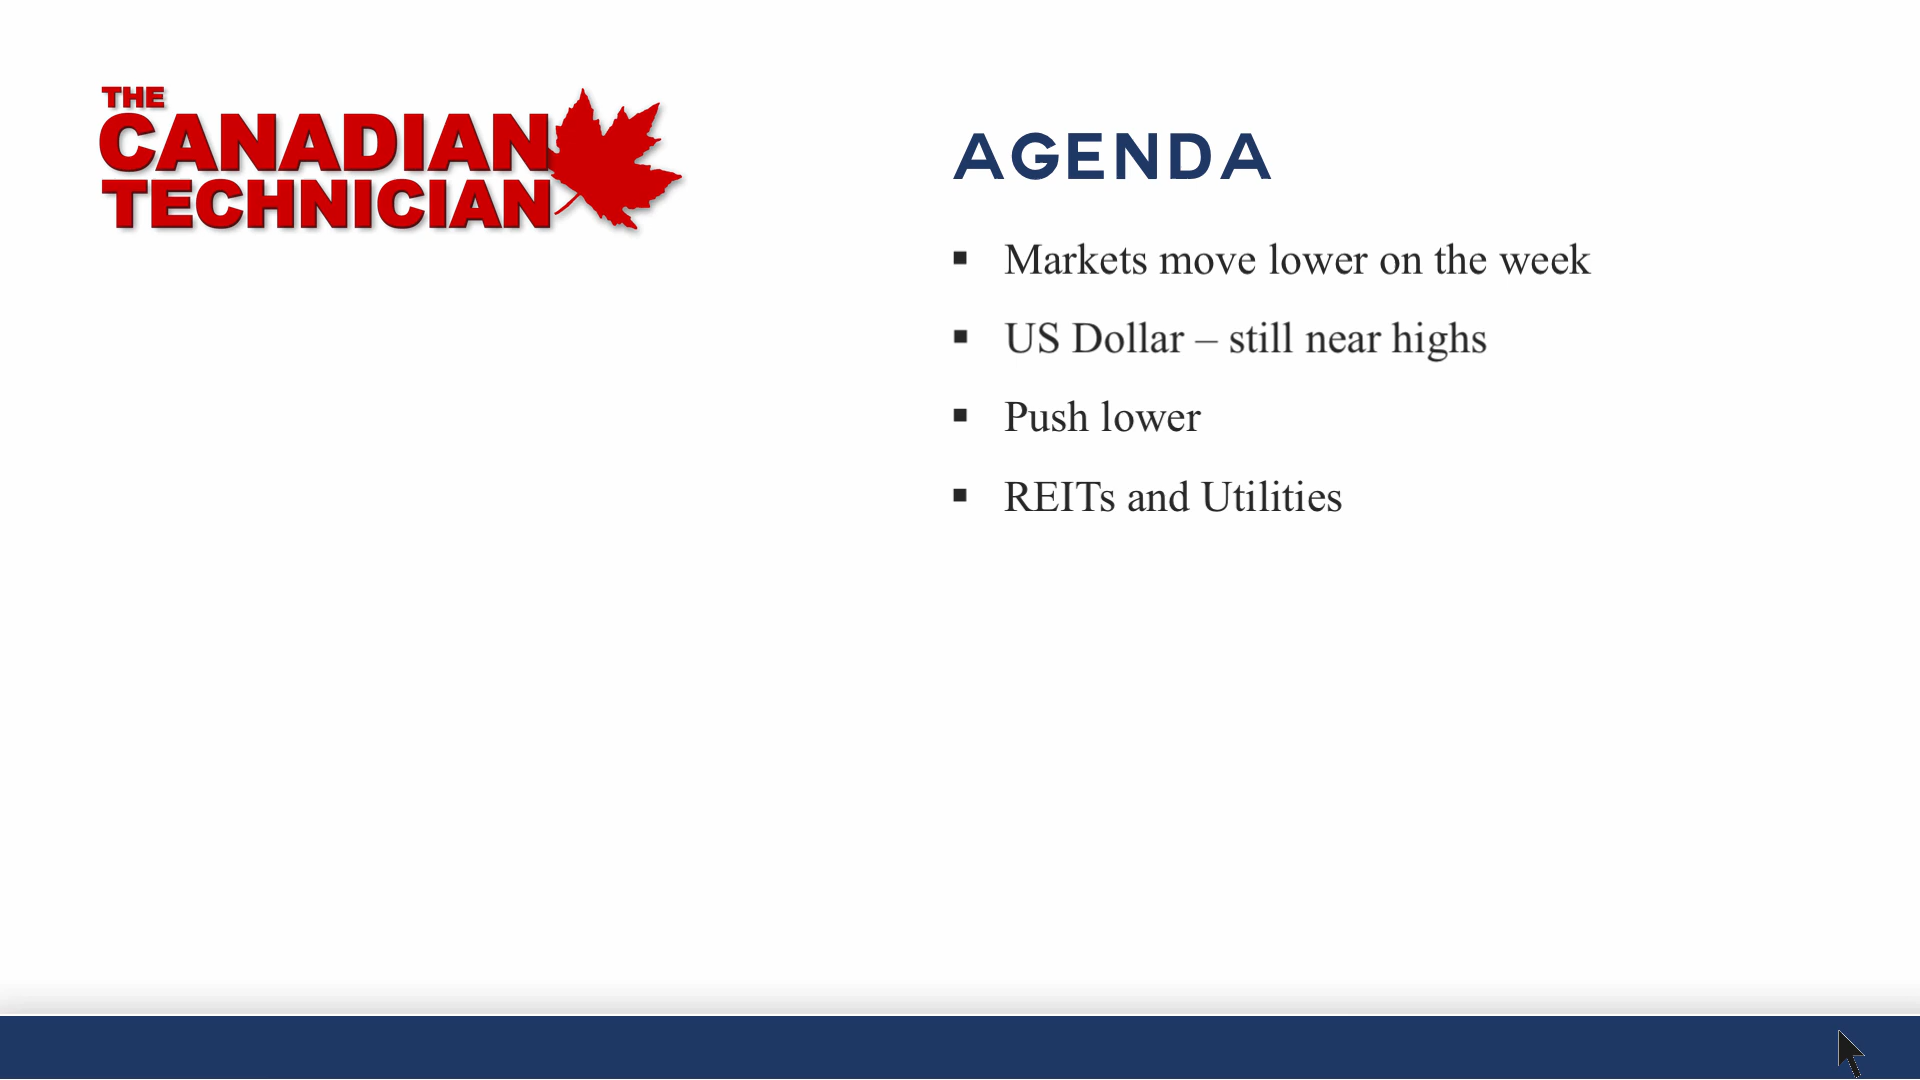 THE
CANADIAN
TECHNICIAN
AGENDA
▪ Markets move lower on the week
▪ US Dollar – still near highs
▪ Push lower
▪ REITs and Utilities